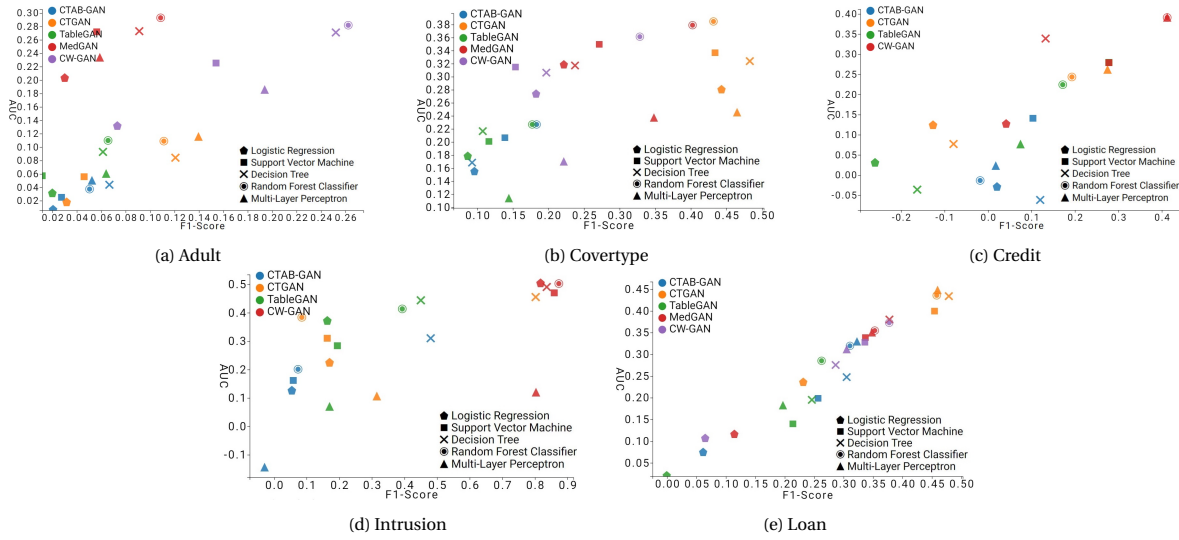 CTAB-GAN
CTGAN
TableGAN
MedGAN
CW-GAN
0.30
0.28
0.26
0.24
0.22
0.20
0.18
0.16
0.14
0.12
0.10
0.08
0.06
0.04
0.02
AUC
Logistic Regression
Support Vector Machine
Decision Tree
Random Forest Classifier
Multi-Layer Perceptron
0.02 0.04 0.06 0.08 0.10 0.12 0.14 0.16 0.18 0.20 0.22 0.24 0.26
F1-Score
(a) Adult
CTAB-GAN
CTGAN
TableGAN
MedGAN
CW-GAN
0.38
0.36
0.34
0.32
0.30
0.28
0.26
0.24
0.22
0.20
0.18
0.16
0.14
0.12
0.10
AUC
Logistic Regression
Support Vector Machine
Decision Tree
Random Forest Classifier
Multi-Layer Perceptron
0.10 0.15 0.20 0.25 0.30 0.35 0.40 0.45 0.50
F1-Score
(b) Covertype
CTAB-GAN
CTGAN
TableGAN
CW-GAN
0.40
0.35
0.30
0.25
0.20
0.15
0.10
0.05
0.00
-0.05
AUC
Logistic Regression
Support Vector Machine
Decision Tree
Random Forest Classifier
Multi-Layer Perceptron
-0.2 -0.1 0.0 0.1 0.2 0.3 0.4
F1-Score
(c) Credit
CTAB-GAN
CTGAN
TableGAN
CW-GAN
0.5
0.4
0.3
0.2
0.1
0.0
-0.1
AUC
Logistic Regression
Support Vector Machine
Decision Tree
Random Forest Classifier
Multi-Layer Perceptron
0.0 0.1 0.2 0.3 0.4 0.5 0.6 0.7 0.8 0.9
F1-Score
(d) Intrusion
CTAB-GAN
CTGAN
TableGAN
MedGAN
CW-GAN
0.45
0.40
0.35
0.30
0.25
0.20
0.15
0.10
0.05
AUC
Logistic Regression
Support Vector Machine
Decision Tree
Random Forest Classifier
Multi-Layer Perceptron
0.00 0.05 0.10 0.15 0.20 0.25 0.30 0.35 0.40 0.45 0.50
F1-Score
(e) Loan